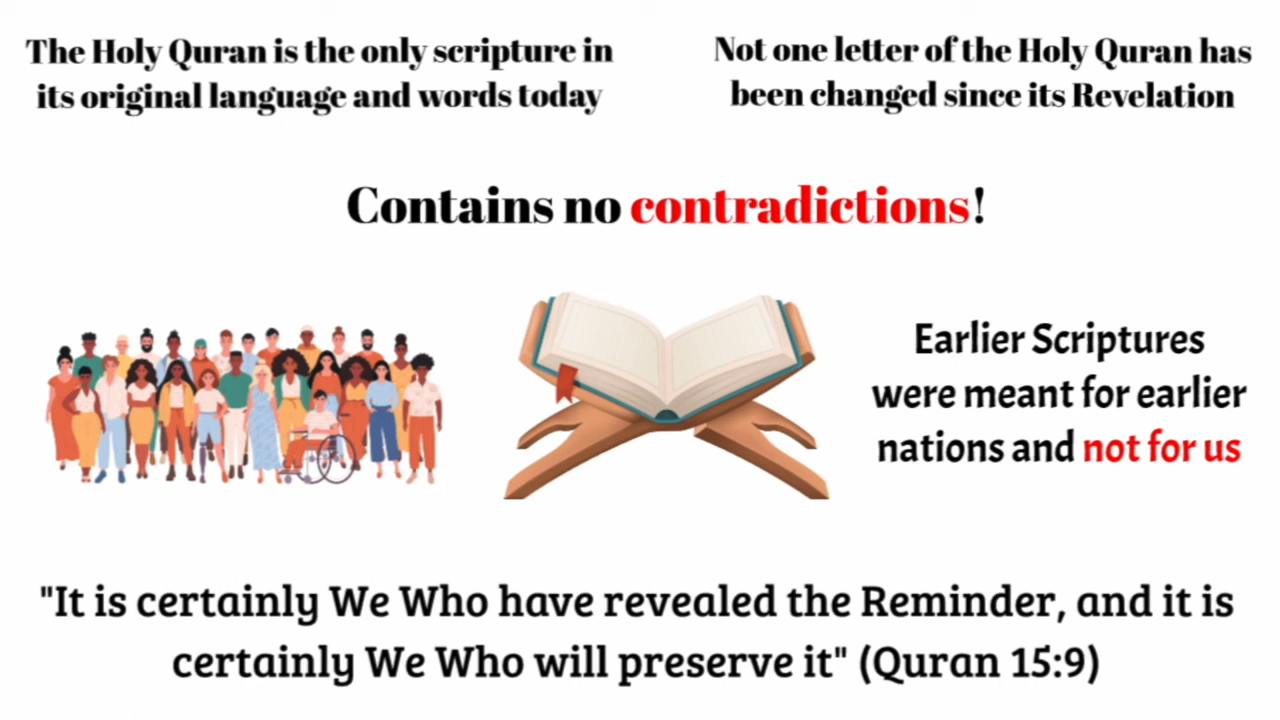 The Holy Quran is the only scripture in
its original language and words today
Not one letter of the Holy Quran has
been changed since its Revelation
Contains no contradictions!
Earlier Scriptures
were meant for earlier
nations and not for us
"It is certainly We Who have revealed the Reminder, and it is
certainly We Who will preserve it" (Quran 15:9)